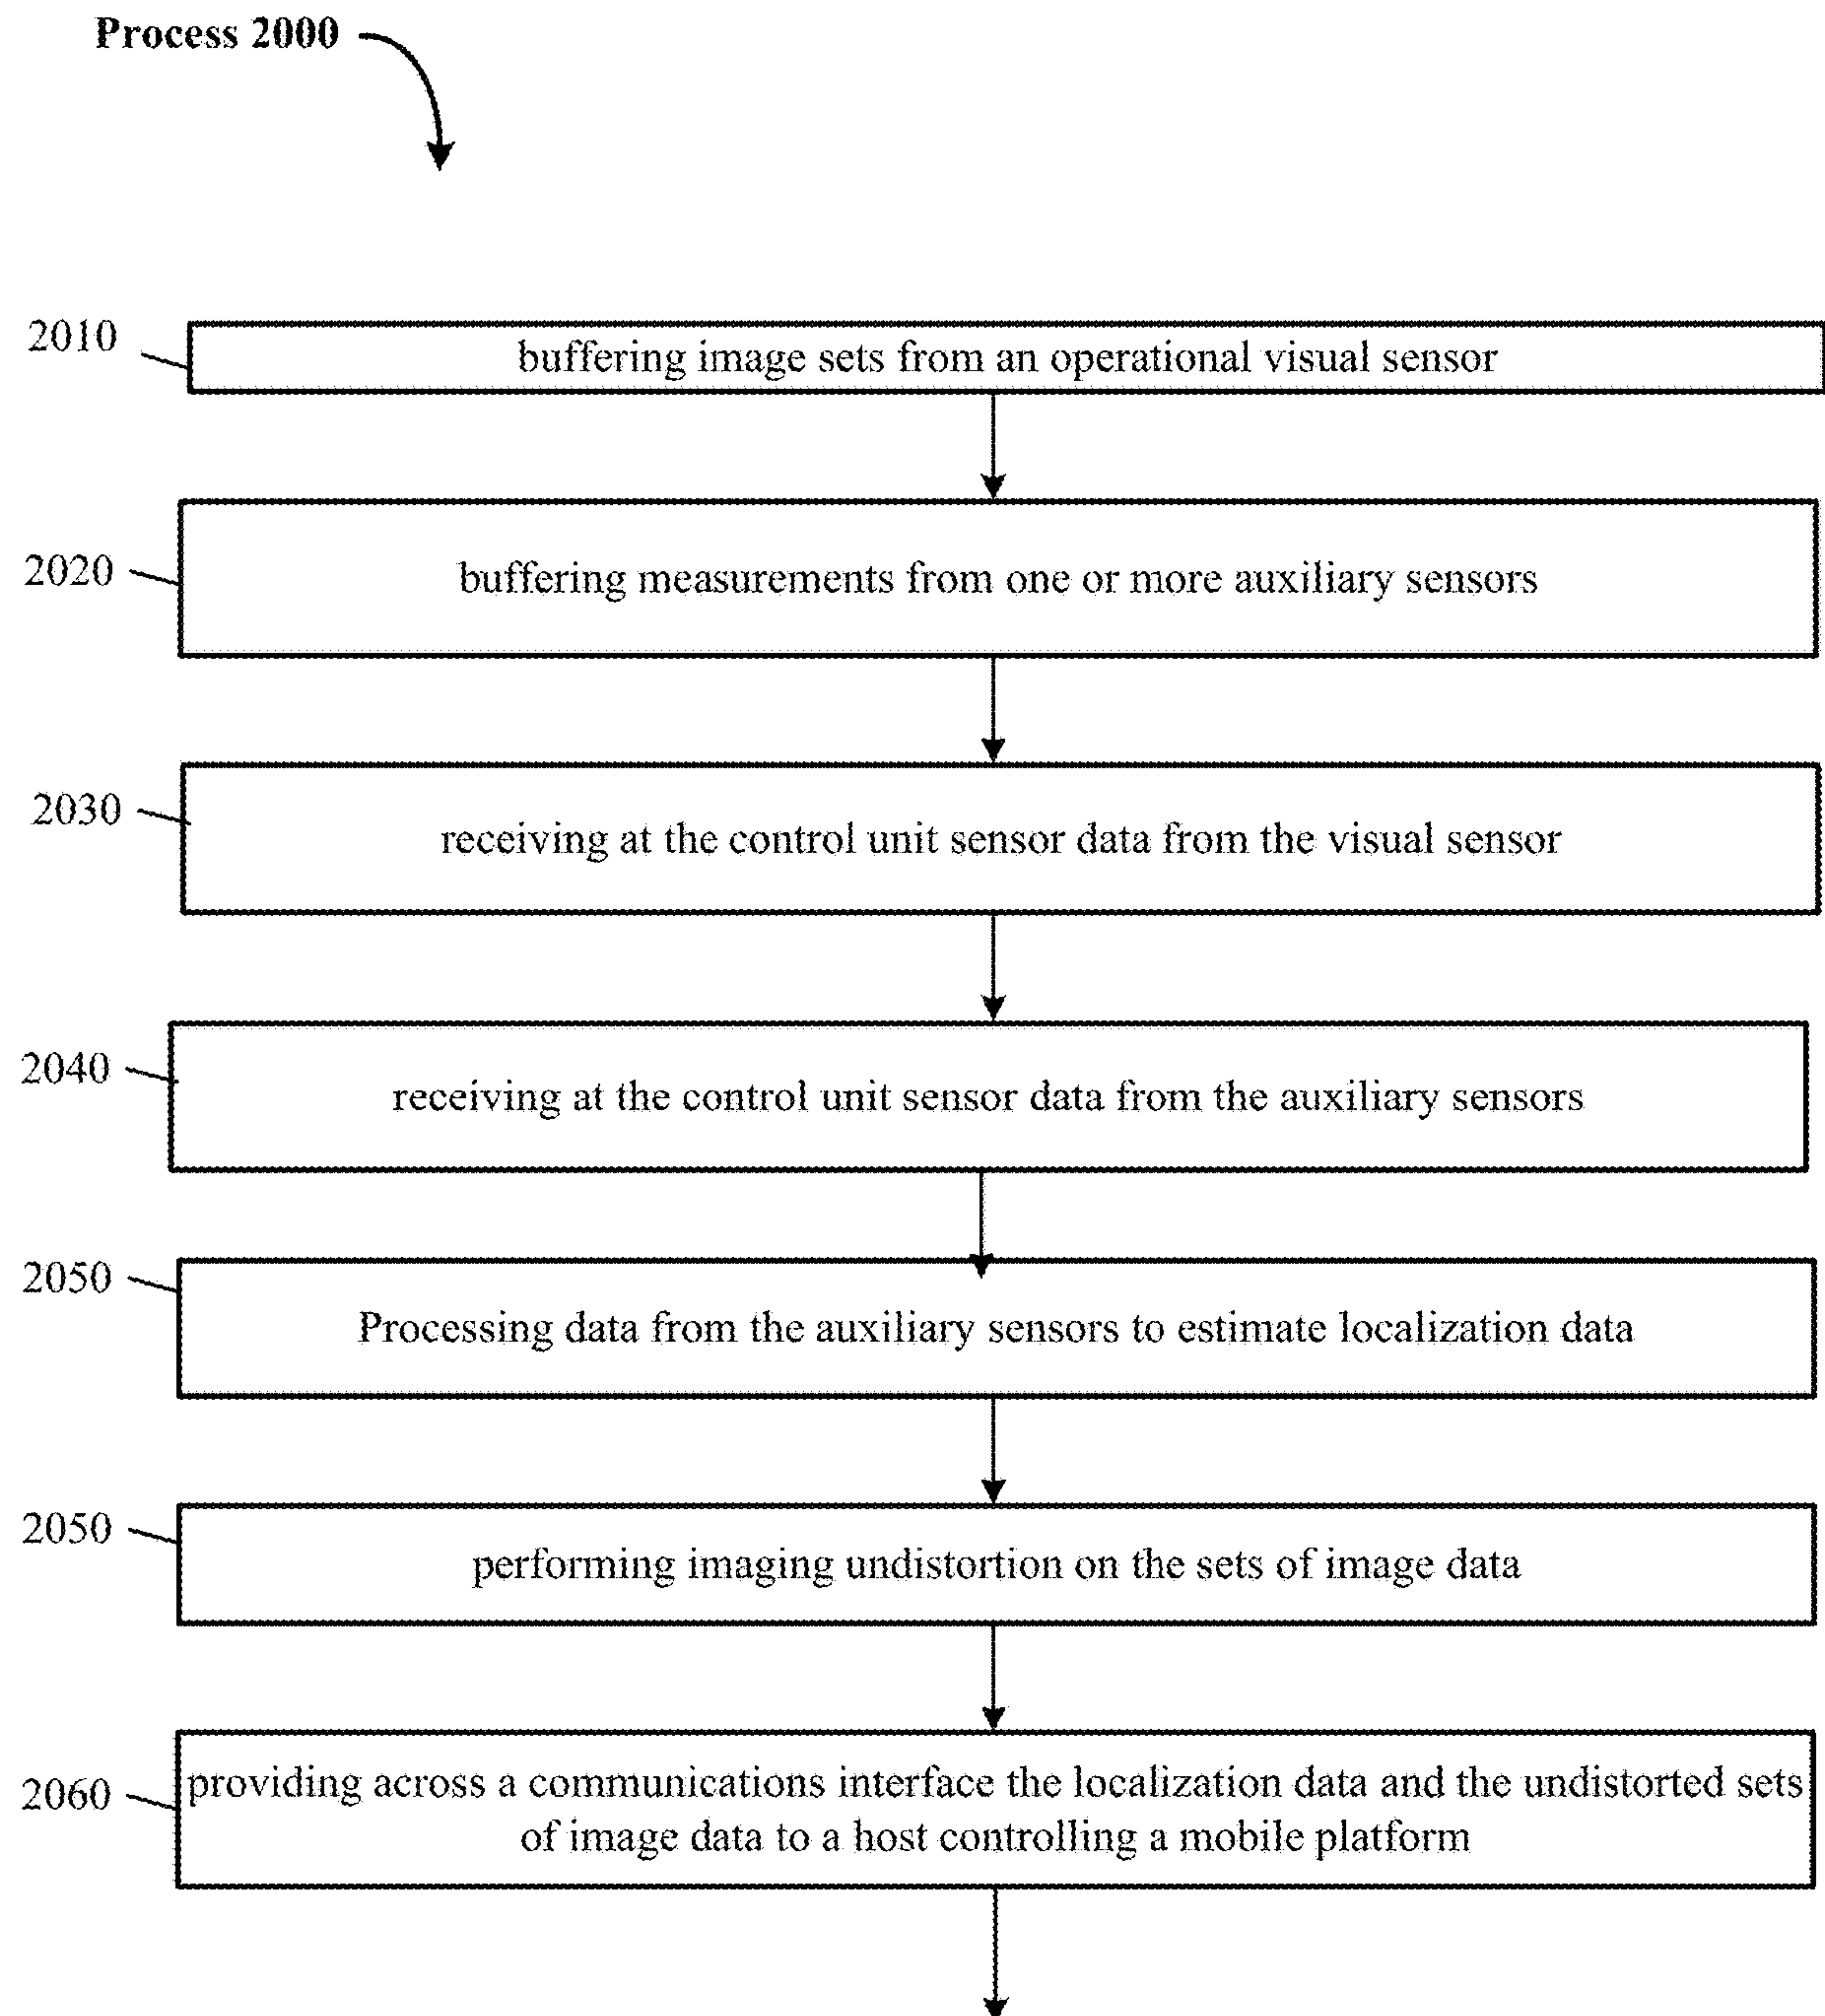 Process 2000
2010
buffering image sets from an operational visual sensor
2020
buffering measurements from one or more auxiliary sensors
2030
receiving at the control unit sensor data from the visual sensor
2040
receiving at the control unit sensor data from the auxiliary sensors
2050
Processing data from the auxiliary sensors to estimate localization data
2050
performing imaging undistortion on the sets of image data
2060
providing across a communications interface the localization data and the undistorted sets
of image data to a host controlling a mobile platform